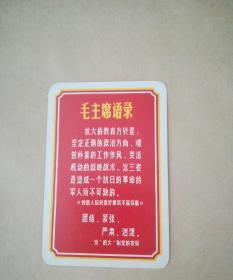 毛主席语录
抗大的教育方针是：
坚定正确的政治方向，艰
苦朴素的工作作风，灵活
机动的战略战术。这三者
是造成一个抗日的革命的
军人所不可缺的。
团结、紧张、
严肃、活泼。
为“抗大”制定的校训